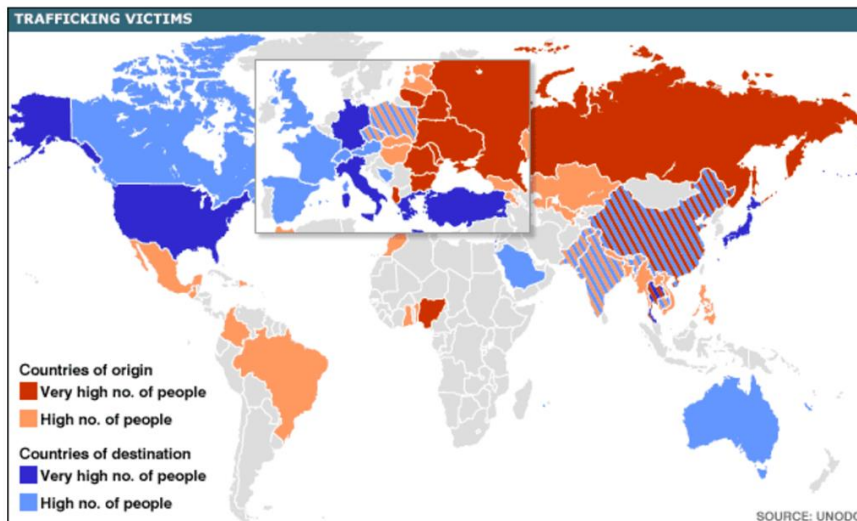 TRAFFICKING VICTIMS
Countries of origin
Very high no. of people
High no. of people
Countries of destination
Very high no. of people
High no. of people
SOURCE: UNODC